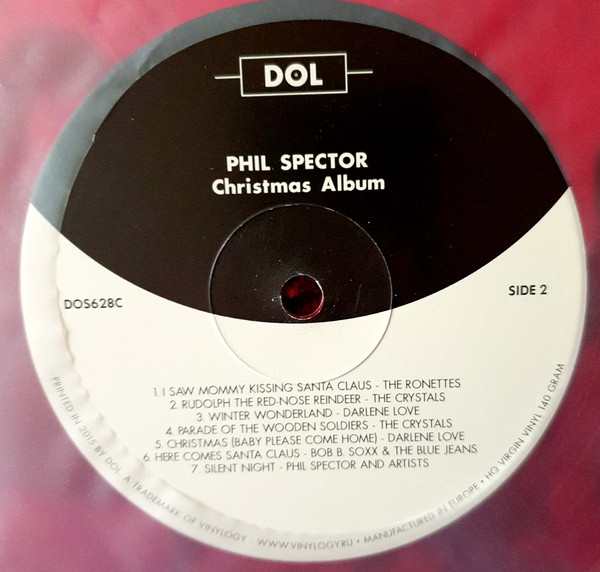 DOL
PHIL SPECTOR
Christmas Album
DOS628C
SIDE 2
1. I SAW MOMMY KISSING SANTA CLAUS - THE RONETTES
2. RUDOLPH THE RED-NOSE REINDEER - THE CRYSTALS
3. WINTER WONDERLAND - DARLENE LOVE
4. PARADE OF THE WOODEN SOLDIERS - THE CRYSTALS
5. CHRISTMAS (BABY PLEASE COME HOME) - DARLENE LOVE
6. HERE COMES SANTA CLAUS - BOB B. SOXX & THE BLUE JEANS
7. SILENT NIGHT - PHIL SPECTOR AND ARTISTS
PRINTED IN 2015 BY DOL, A TRADEMARK OF VINYLOGY - WWW.VINYLOGY.RU • MANUFACTURED IN EUROPE • HQ VIRGIN VINYL 140 GRAM